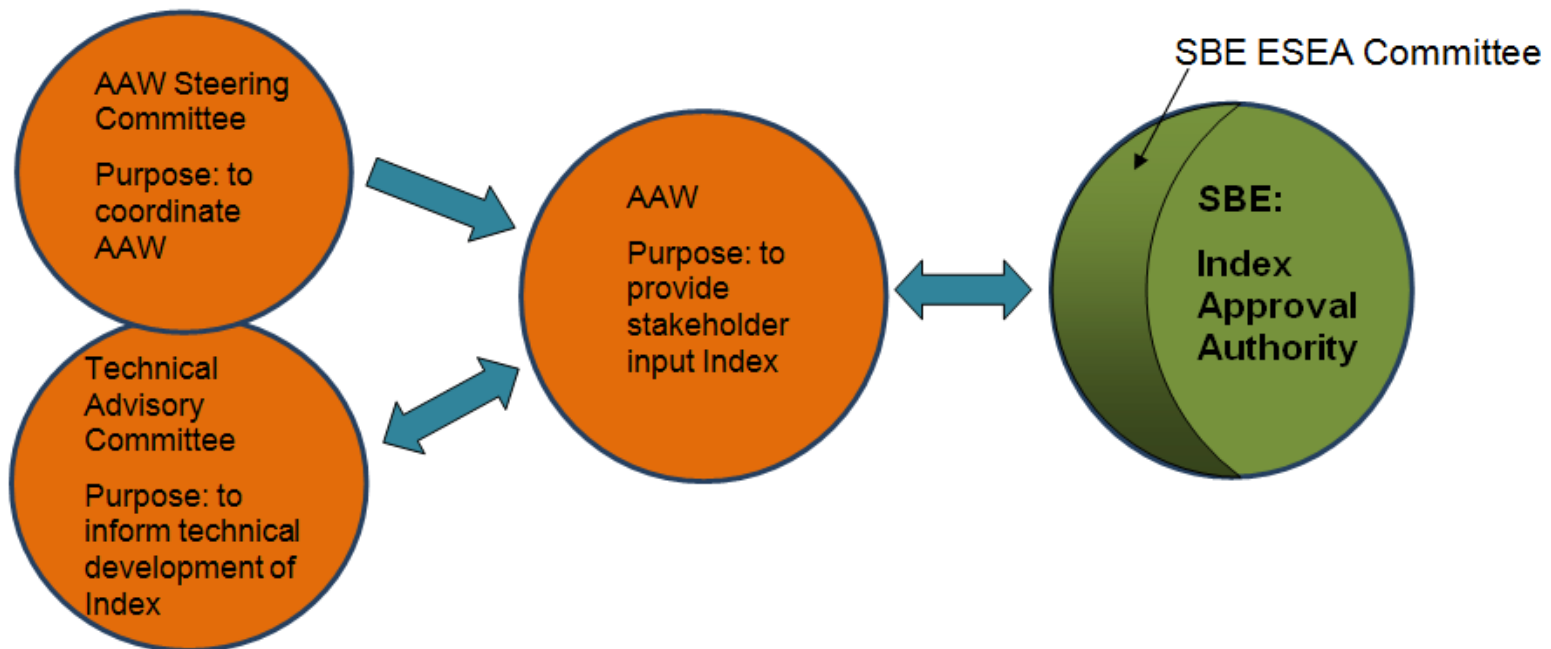 AAW Steering
Committee
Purpose: to
coordinate
AAW
Technical
Advisory
Committee
Purpose: to
inform technical
development of
Index
AAW
Purpose: to
provide
stakeholder
input Index
SBE ESEA Committee
SBE:
Index
Approval
Authority